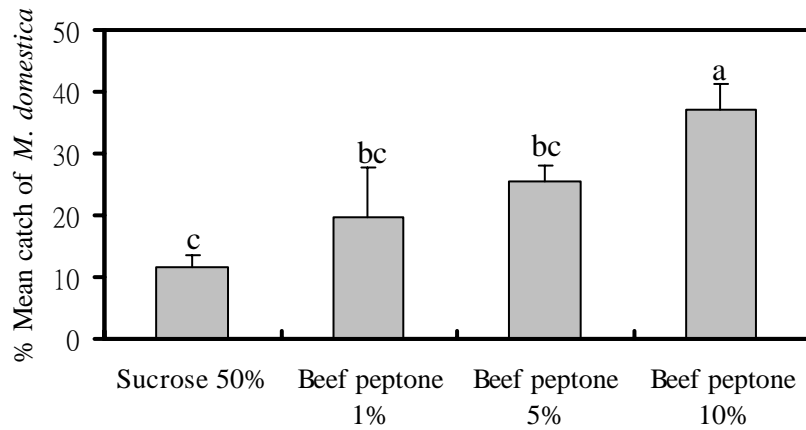 % Mean catch of M. domestica
50
40
30
20
10
0
c
bc
bc
a
Sucrose 50%
Beef peptone
1%
Beef peptone
5%
Beef peptone
10%